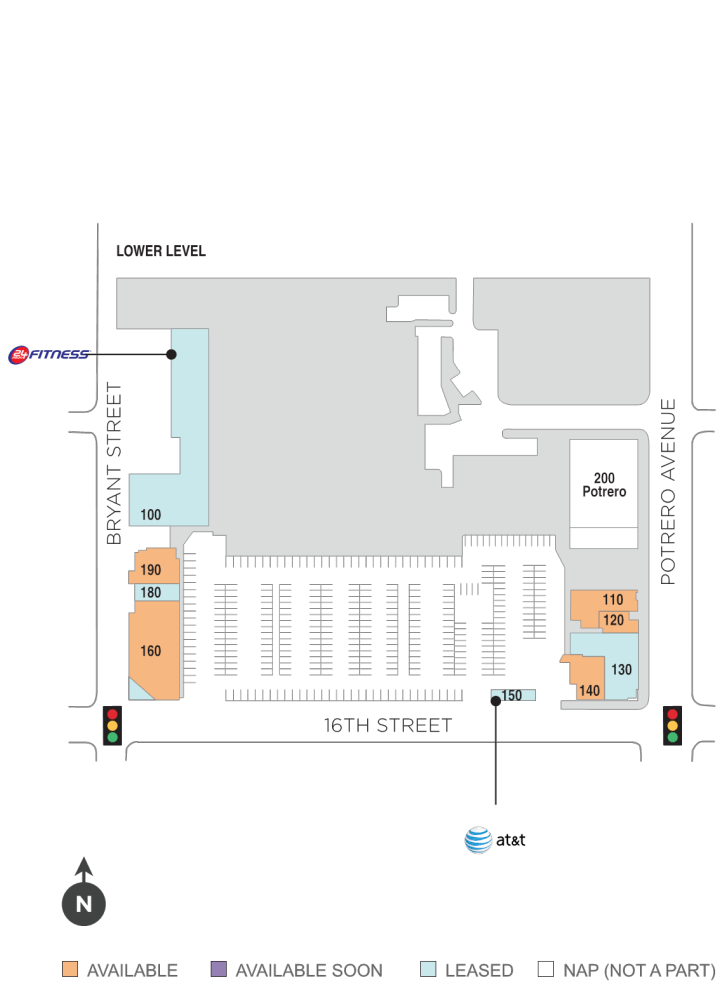 LOWER LEVEL
24
FITNESS
BRYANT STREET
POTRERO AVENUE
200
Potrero
100
190
180
160
110
120
130
140
150
16TH STREET
at&t
N
AVAILABLE
AVAILABLE SOON
LEASED
NAP (NOT A PART)